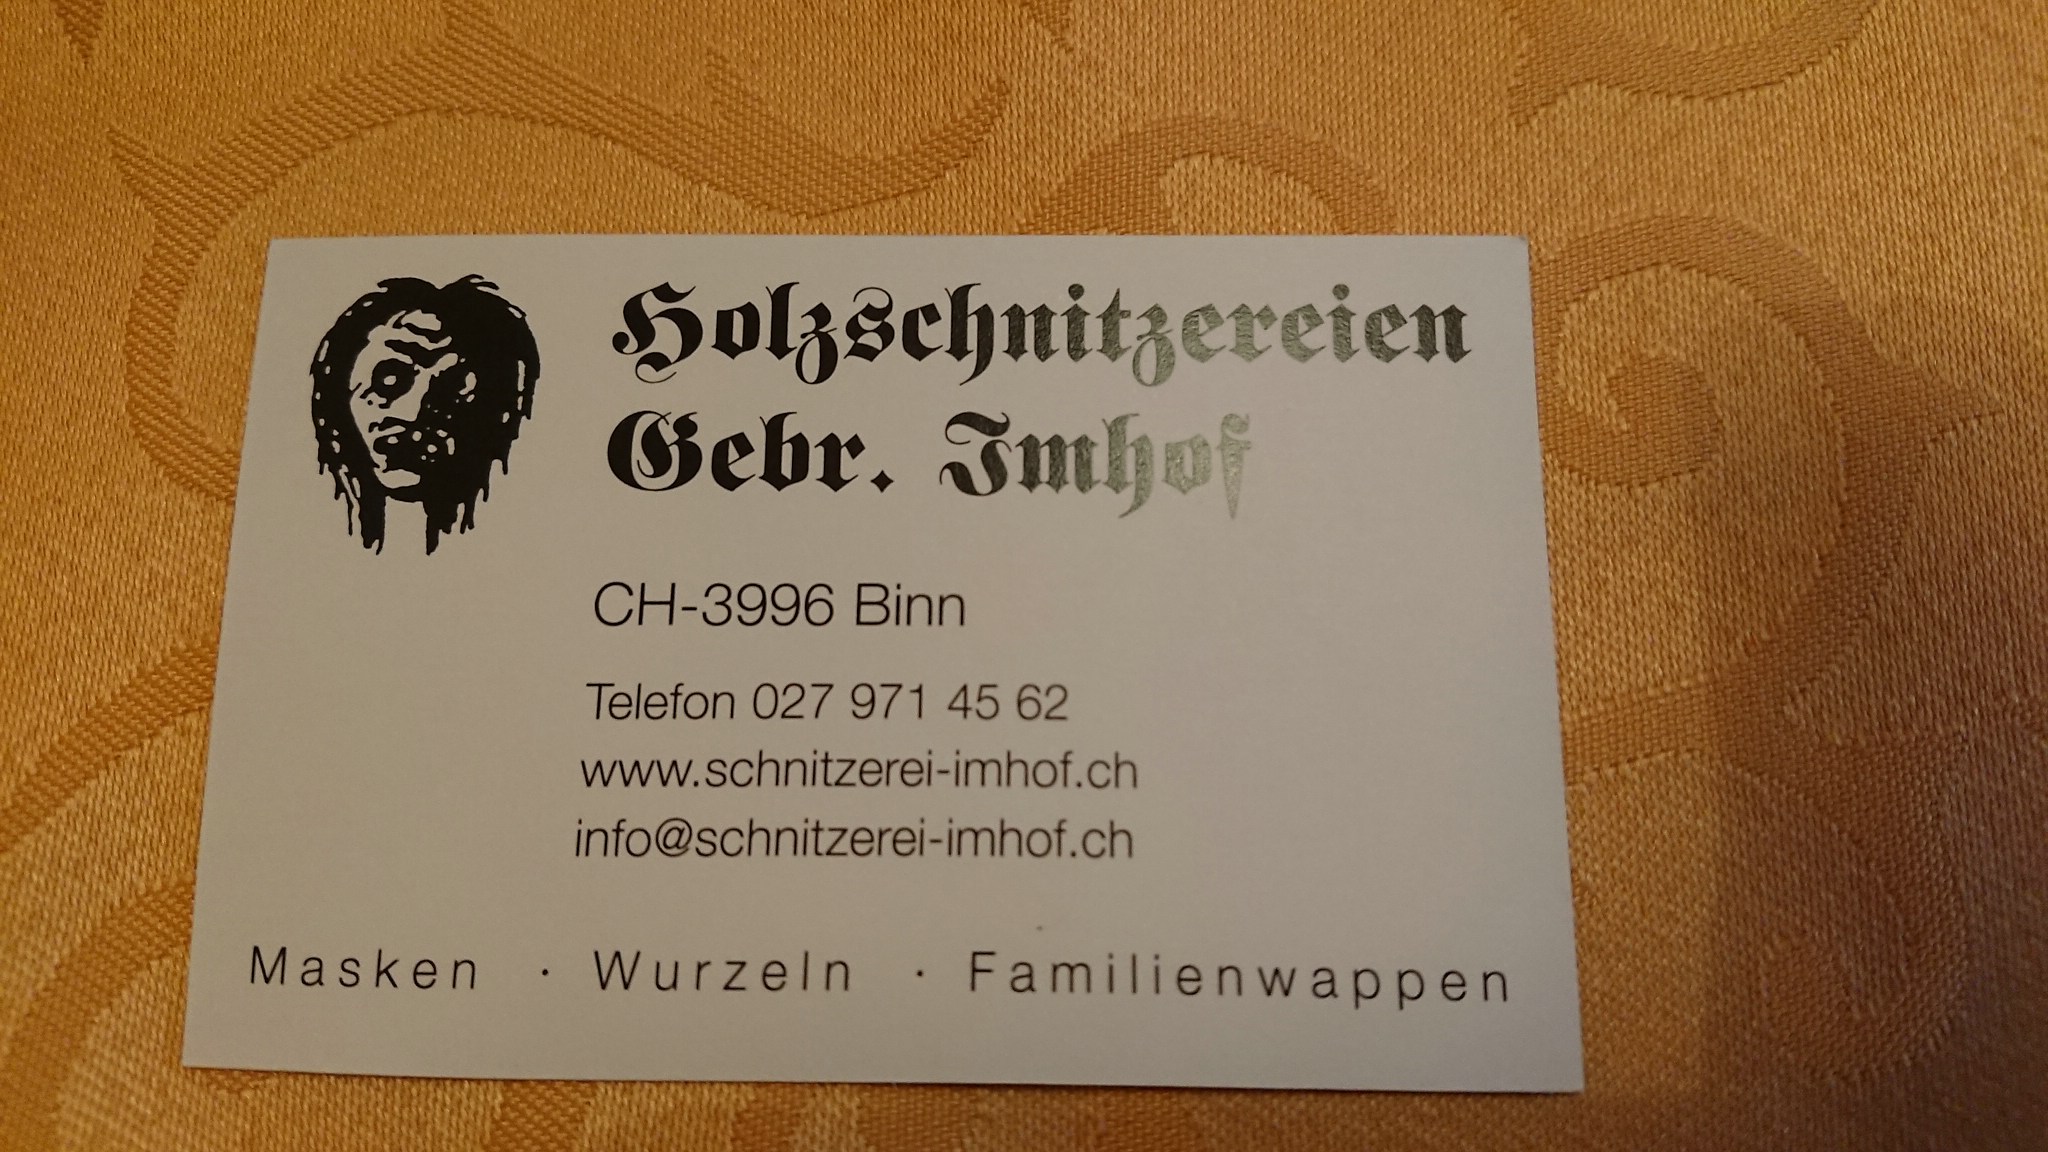 Holzschnitzereien
Gebr. Imhof
CH-3996 Binn
Telefon 027 971 45 62
www.schnitzerei-imhof.ch
info@schnitzerei-imhof.ch
Masken · Wurzeln · Familienwappen